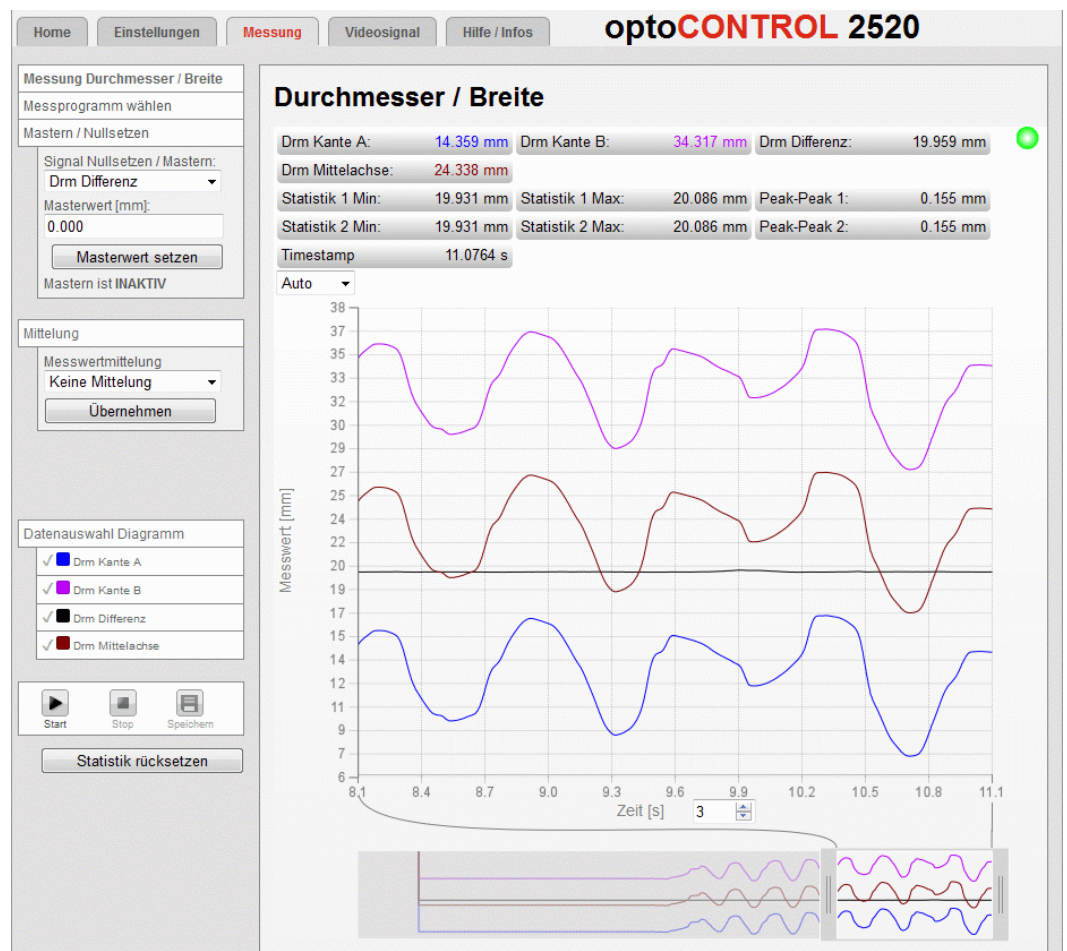 Home Einstellungen Messung Videosignal Hilfe / Infos optoCONTROL 2520
Messung Durchmesser / Breite
Messprogramm wählen
Mastern / Nullsetzen
Signal Nullsetzen / Mastern:
Drm Differenz
Masterwert [mm]:
0.000
Masterwert setzen
Mastern ist INAKTIV
Mittelung
Messwertmittelung
Keine Mittelung
Übernehmen
Datenauswahl Diagramm
Drm Kante A
Drm Kante B
Drm Differenz
Drm Mittelachse
Start Stop Speichern
Statistik rücksetzen
Durchmesser / Breite
Drm Kante A: 14.359 mm Drm Kante B: 34.317 mm Drm Differenz: 19.959 mm
Drm Mittelachse: 24.338 mm
Statistik 1 Min: 19.931 mm Statistik 1 Max: 20.086 mm Peak-Peak 1: 0.155 mm
Statistik 2 Min: 19.931 mm Statistik 2 Max: 20.086 mm Peak-Peak 2: 0.155 mm
Timestamp 11.0764 s
Auto
Messwert [mm]
38
37
35
33
32
30
29
27
25
24
22
20
19
17
15
14
12
11
9
7
6
8.1 8.4 8.7 9.0 9.3 9.6 9.9 10.2 10.5 10.8 11.1
Zeit [s] 3